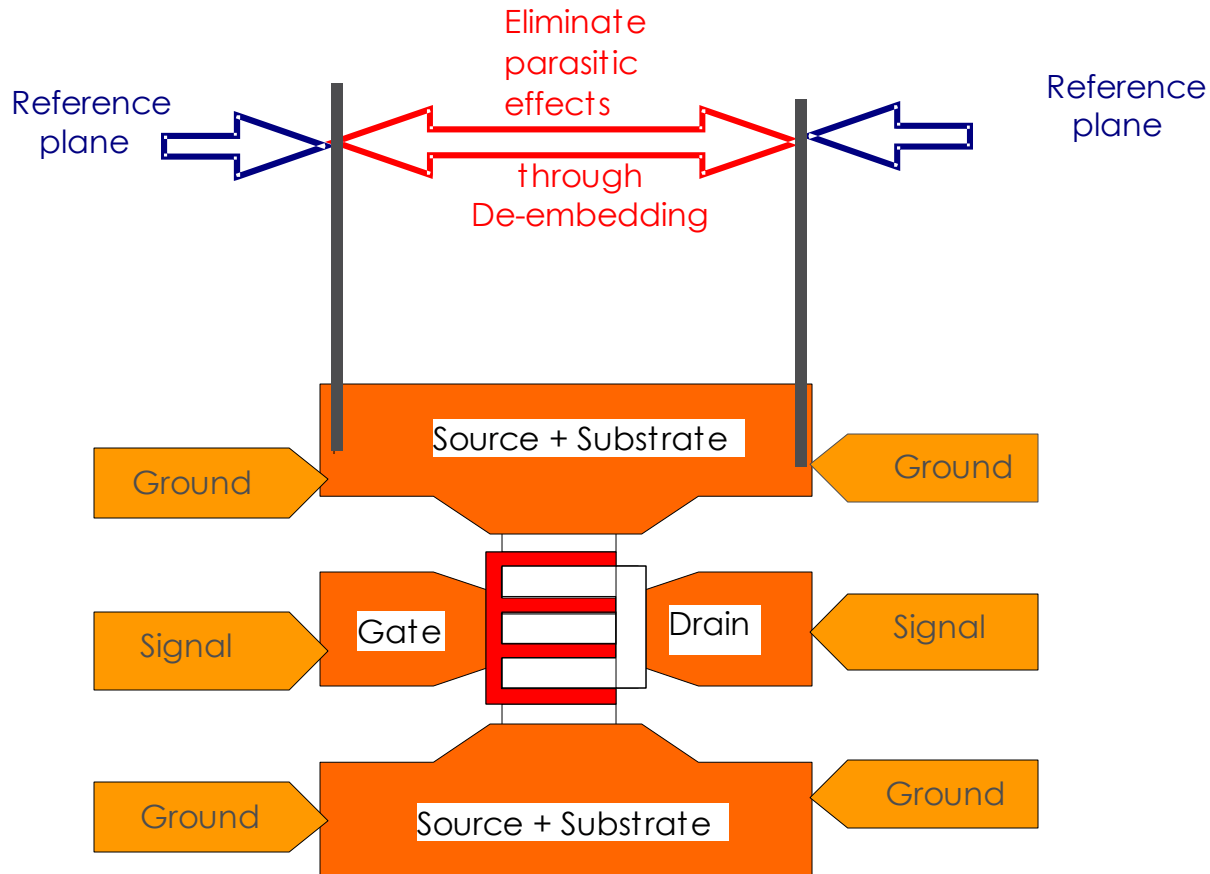 Eliminate
parasitic
effects
Reference
plane
Reference
plane
through
De-embedding
Source + Substrate
Ground
Ground
Gate
Drain
Signal
Signal
Ground
Ground
Source + Substrate